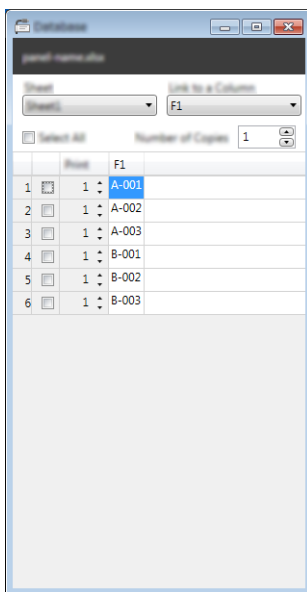 Database
panel-name.xlsx
Sheet Link to a Column
Sheet1 F1
Select All Number of Copies 1
Print F1
1 1 A-001
2 1 A-002
3 1 A-003
4 1 B-001
5 1 B-002
6 1 B-003